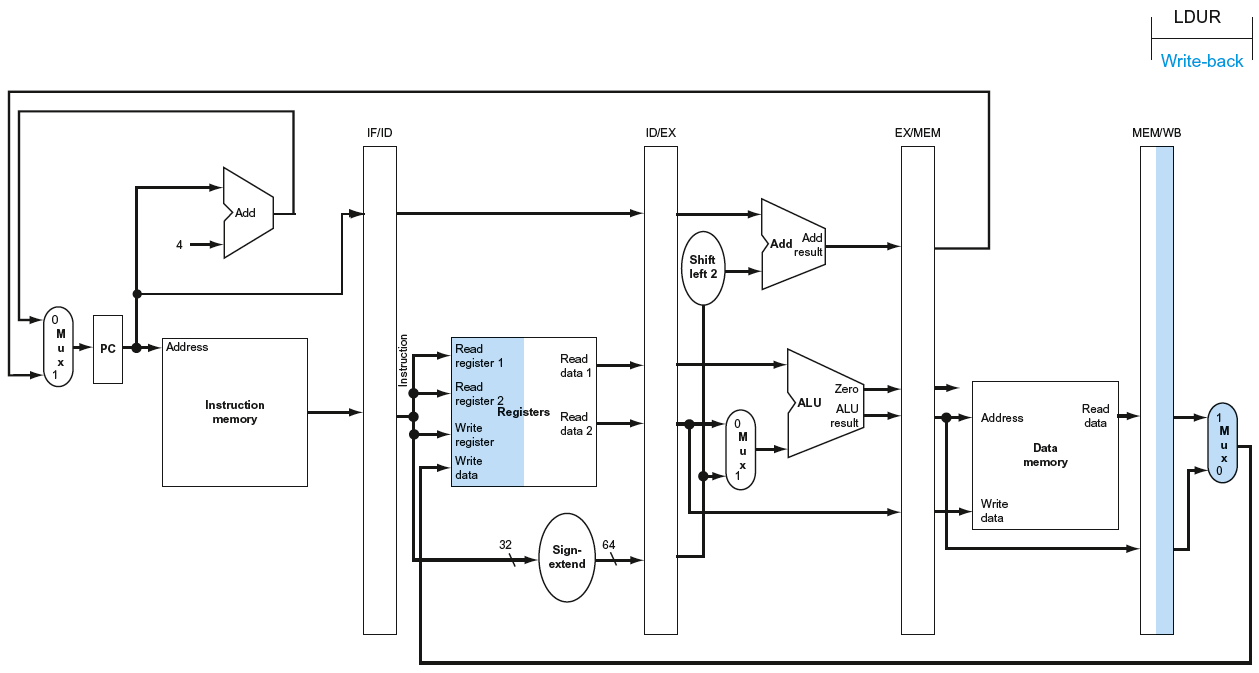 LDUR
Write-back
IF/ID
ID/EX
EX/MEM
MEM/WB
Add
4
Add
Add
result
Shift
left 2
0
M
u
x
1
PC
Address
Instruction
memory
Instruction
Read
register 1
Read
register 2
Write
register
Write
data
Registers
Read
data 1
Read
data 2
0
M
u
x
1
ALU
Zero
ALU
result
Address
Read
data
Data
memory
Write
data
1
M
u
x
0
32
Sign-
extend
64